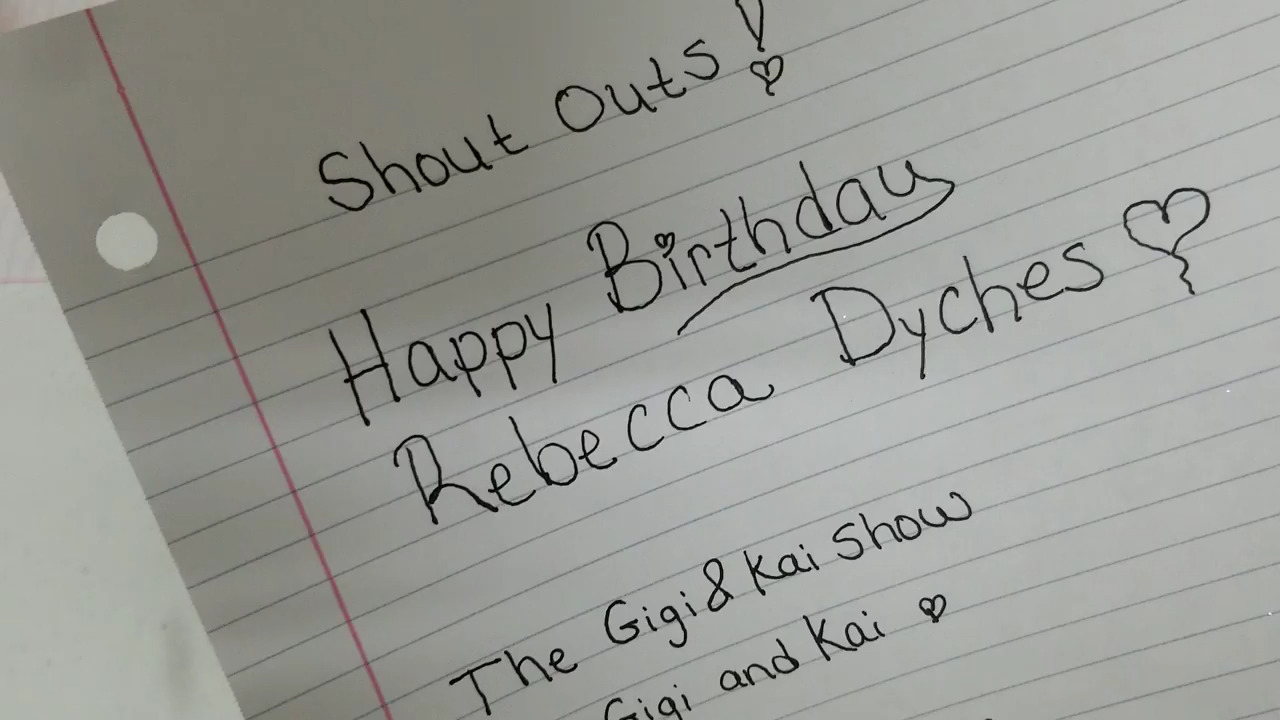 Shout Outs!
Happy Birthday
Rebecca Dyches
The Gigi & Kai Show
Gigi and Kai